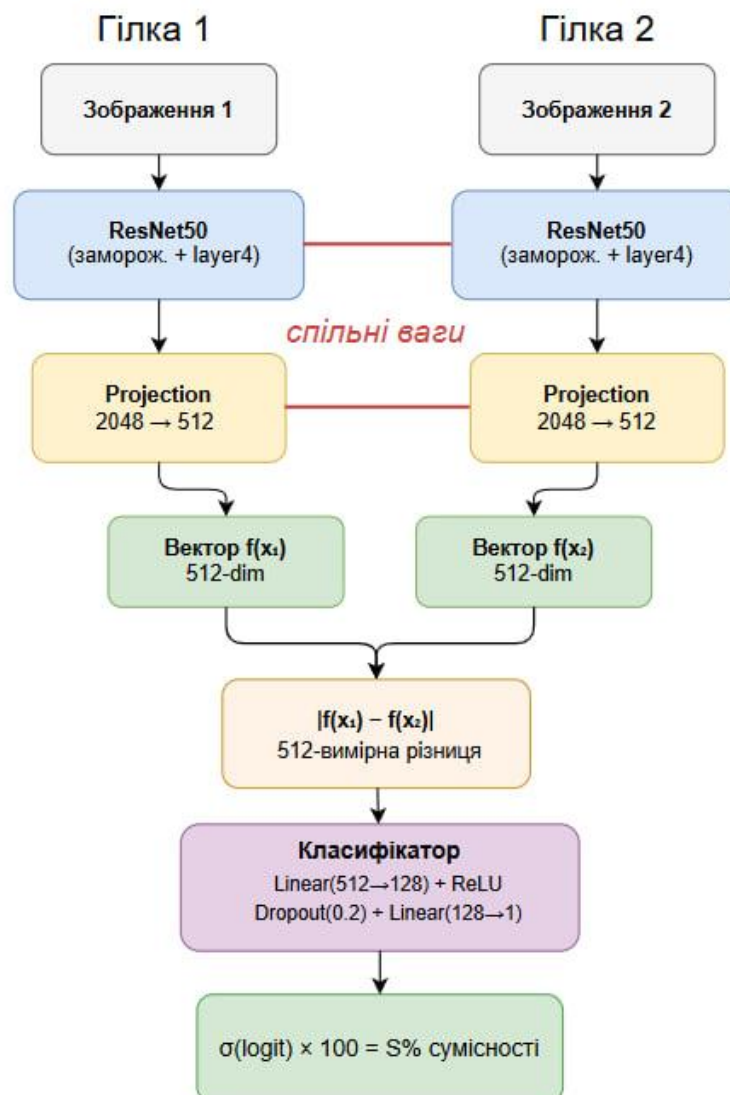 Гілка 1
Гілка 2
Зображення 1
Зображення 2
ResNet50
(заморож. + layer4)
ResNet50
(заморож. + layer4)
спільні ваги
Projection
2048 → 512
Projection
2048 → 512
Вектор f(x₁)
512-dim
Вектор f(x₂)
512-dim
|f(x₁) − f(x₂)|
512-вимірна різниця
Класифікатор
Linear(512→128) + ReLU
Dropout(0.2) + Linear(128→1)
σ(logit) × 100 = S% сумісності